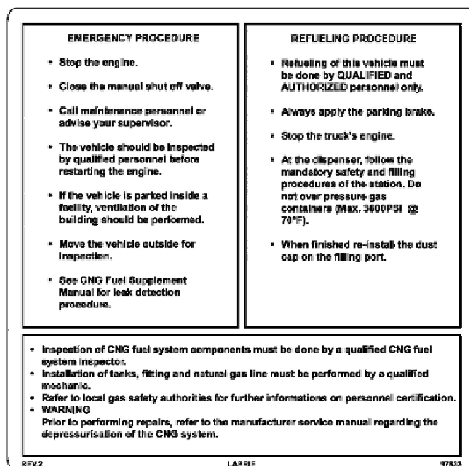 EMERGENCY PROCEDURE
• Stop the engine.
• Close the manual shut off valve.
• Call maintenance personnel or
advise your supervisor.
• The vehicle should be inspected
by qualified personnel before
restarting the engine.
• If the vehicle is parked inside a
facility, ventilation of the
building should be performed.
• Move the vehicle outside for
inspection.
• See CNG Fuel Supplement
Manual for leak detection
procedure.
REFUELING PROCEDURE
• Refueling of this vehicle must
be done by QUALIFIED and
AUTHORIZED personnel only.
• Always apply the parking brake.
• Stop the truck's engine.
• At the dispenser, follow the
mandatory safety and filling
procedures of the station. Do
not over pressure gas
containers (Max. 3600PSI @
70°F).
• When finished re-install the dust
cap on the filling port.
• Inspection of CNG fuel system components must be done by a qualified CNG fuel
system inspector.
• Installation of tanks, fitting and natural gas line must be performed by a qualified
mechanic.
• Refer to local gas safety authorities for further informations on personnel certification.
• WARNING
Prior to performing repairs, refer to the manufacturer service manual regarding the
depressurisation of the CNG system.
REV.2 LABRIE